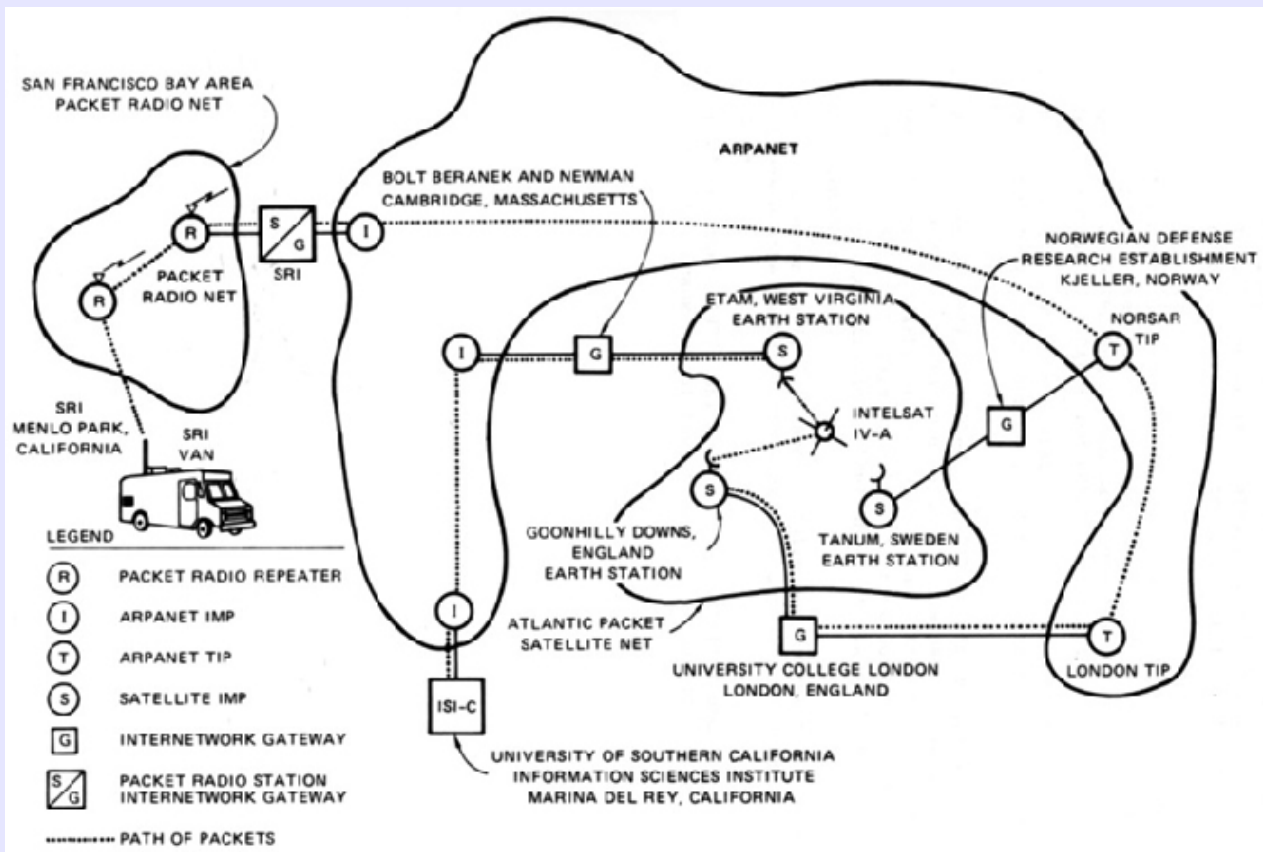 SAN FRANCISCO BAY AREA
PACKET RADIO NET
ARPANET
BOLT BERANEK AND NEWMAN
CAMBRIDGE, MASSACHUSETTS
R
S
G
I
SRI
PACKET
RADIO NET
R
NORWEGIAN DEFENSE
RESEARCH ESTABLISHMENT
KJELLER, NORWAY
ETAM, WEST VIRGINIA
EARTH STATION
NORSAR
TIP
I
G
S
T
INTELSAT
IV-A
G
SRI
MENLO PARK,
CALIFORNIA
SRI
VAN
S
S
GOONHILLY DOWNS,
ENGLAND
EARTH STATION
TANUM, SWEDEN
EARTH STATION
ATLANTIC PACKET
SATELLITE NET
I
G
T
UNIVERSITY COLLEGE LONDON
LONDON, ENGLAND
LONDON TIP
ISI-C
UNIVERSITY OF SOUTHERN CALIFORNIA
INFORMATION SCIENCES INSTITUTE
MARINA DEL REY, CALIFORNIA
LEGEND
R PACKET RADIO REPEATER
I ARPANET IMP
T ARPANET TIP
S SATELLITE IMP
G INTERNETWORK GATEWAY
S/G PACKET RADIO STATION
INTERNETWORK GATEWAY
PATH OF PACKETS